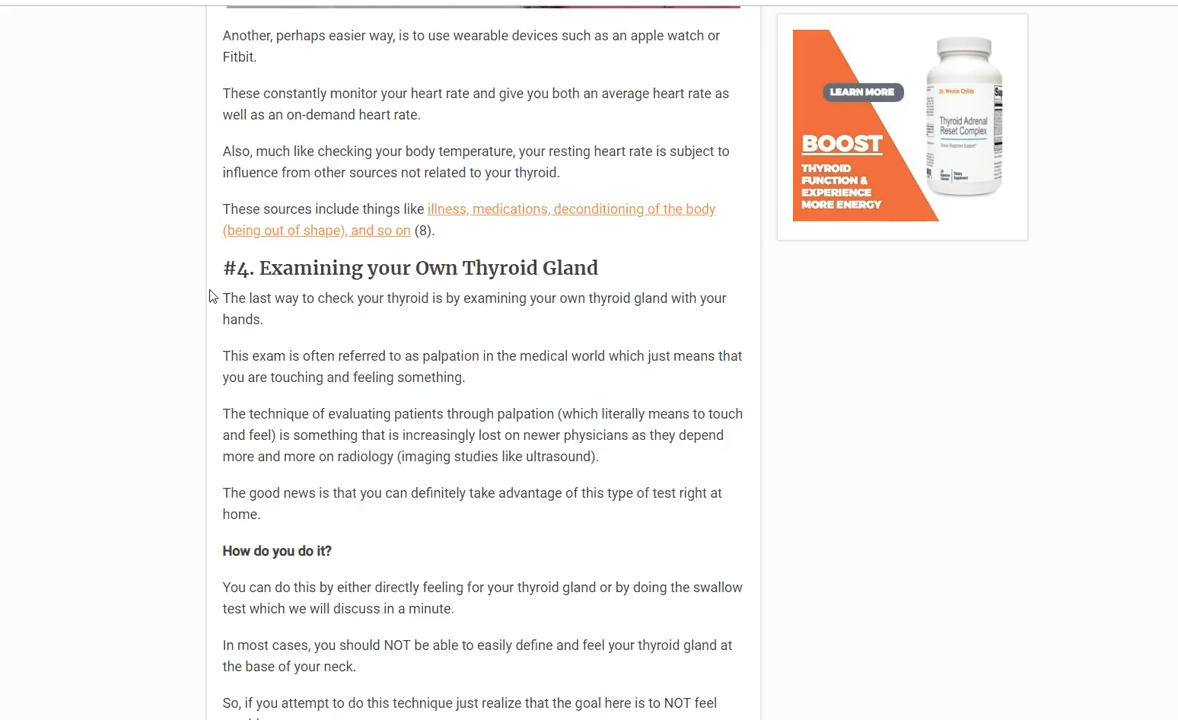 Another, perhaps easier way, is to use wearable devices such as an apple watch or
Fitbit.
These constantly monitor your heart rate and give you both an average heart rate as
well as an on-demand heart rate.
Also, much like checking your body temperature, your resting heart rate is subject to
influence from other sources not related to your thyroid.
These sources include things like illness, medications, deconditioning of the body
(being out of shape), and so on (8).
#4. Examining your Own Thyroid Gland
The last way to check your thyroid is by examining your own thyroid gland with your
hands.
This exam is often referred to as palpation in the medical world which just means that
you are touching and feeling something.
The technique of evaluating patients through palpation (which literally means to touch
and feel) is something that is increasingly lost on newer physicians as they depend
more and more on radiology (imaging studies like ultrasound).
The good news is that you can definitely take advantage of this type of test right at
home.
How do you do it?
You can do this by either directly feeling for your thyroid gland or by doing the swallow
test which we will discuss in a minute.
In most cases, you should NOT be able to easily define and feel your thyroid gland at
the base of your neck.
So, if you attempt to do this technique just realize that the goal here is to NOT feel
LEARN MORE
BOOST
THYROID
FUNCTION &
EXPERIENCE
MORE ENERGY
Dr. Westin Childs
Thyroid Adrenal
Reset Complex